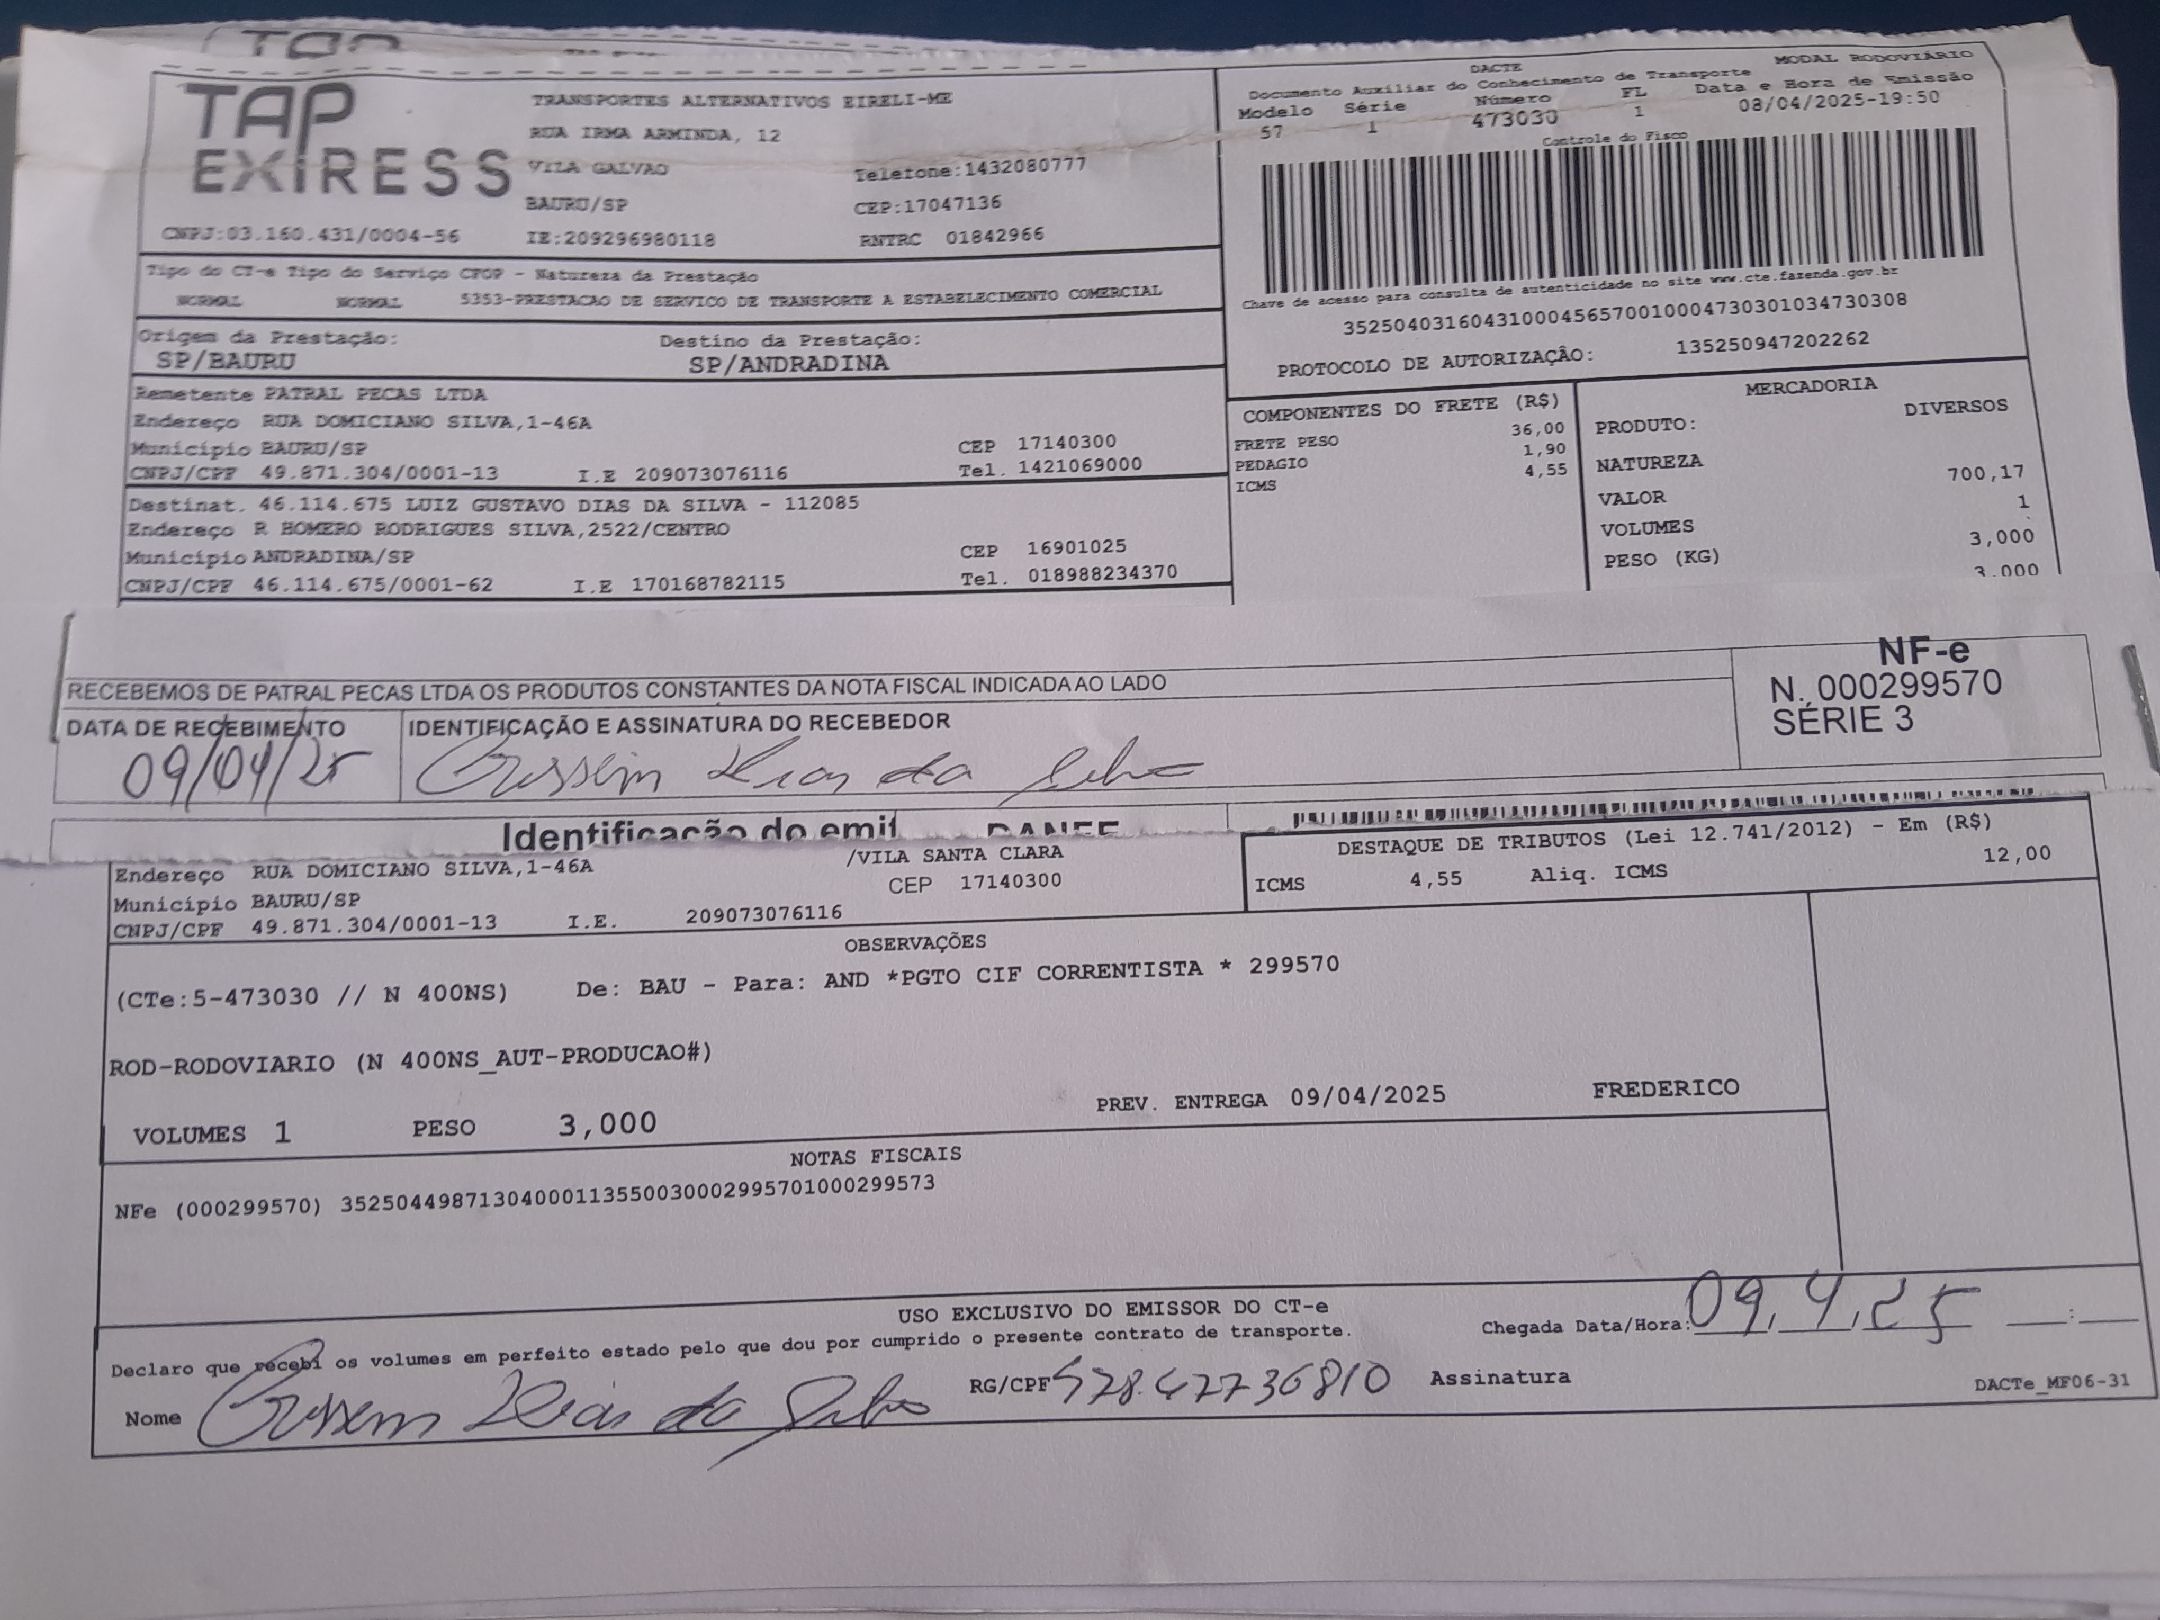 TAP
EXIRESS
TRANSPORTES ALTERNATIVOS EIRELI-ME
RUA IRMA ARMINDA, 12
VILA GALVAO Telefone:1432080777
BAURU/SP CEP:17047136
CNPJ:03.160.431/0004-56 IE:209296980118 RNTRC 01842966
DACTE MODAL RODOVIÁRIO
Documento Auxiliar do Conhecimento de Transporte
Modelo Série Número FL Data e Hora de Emissão
57 1 473030 1 08/04/2025-19:50
Controle do Fisco
Chave de acesso para consulta de autenticidade no site www.cte.fazenda.gov.br
35250403160431000456570010004730301034730308
PROTOCOLO DE AUTORIZAÇÂO: 135250947202262
Tipo do CT-e Tipo do Serviço CFOP - Natureza da Prestação
NORMAL NORMAL 5353-PRESTACAO DE SERVICO DE TRANSPORTE A ESTABELECIMENTO COMERCIAL
Origem da Prestação: Destino da Prestação:
SP/BAURU SP/ANDRADINA
Remetente PATRAL PECAS LTDA
Endereço RUA DOMICIANO SILVA,1-46A
Município BAURU/SP CEP 17140300
CNPJ/CPF 49.871.304/0001-13 I.E 209073076116 Tel. 1421069000
Destinat. 46.114.675 LUIZ GUSTAVO DIAS DA SILVA - 112085
Endereço R HOMERO RODRIGUES SILVA,2522/CENTRO
Município ANDRADINA/SP CEP 16901025
CNPJ/CPF 46.114.675/0001-62 I.E 170168782115 Tel. 018988234370
COMPONENTES DO FRETE (R$)
FRETE PESO 36,00
PEDAGIO 1,90
ICMS 4,55
MERCADORIA
PRODUTO: DIVERSOS
NATUREZA
VALOR 700,17
VOLUMES 1
PESO (KG) 3,000
3.000
RECEBEMOS DE PATRAL PECAS LTDA OS PRODUTOS CONSTANTES DA NOTA FISCAL INDICADA AO LADO
NF-e
N. 000299570
SÉRIE 3
DATA DE RECEBIMENTO IDENTIFICAÇÃO E ASSINATURA DO RECEBEDOR
09/04/25 Dias da Silva
Identificação do emit DANFE
Endereço RUA DOMICIANO SILVA,1-46A /VILA SANTA CLARA
Município BAURU/SP CEP 17140300
CNPJ/CPF 49.871.304/0001-13 I.E. 209073076116
DESTAQUE DE TRIBUTOS (Lei 12.741/2012) - Em (R$)
ICMS 4,55 Aliq. ICMS 12,00
OBSERVAÇÕES
(CTe:5-473030 // N 400NS) De: BAU - Para: AND *PGTO CIF CORRENTISTA * 299570
ROD-RODOVIARIO (N 400NS_AUT-PRODUCAO#)
VOLUMES 1 PESO 3,000 PREV. ENTREGA 09/04/2025 FREDERICO
NOTAS FISCAIS
NFe (000299570) 35250449871304000113550030002995701000299573
USO EXCLUSIVO DO EMISSOR DO CT-e
Declaro que recebi os volumes em perfeito estado pelo que dou por cumprido o presente contrato de transporte.
Chegada Data/Hora: 09,4,25 :
Nome Dias da Silva RG/CPF 57842736810 Assinatura
DACTe_MF06-31